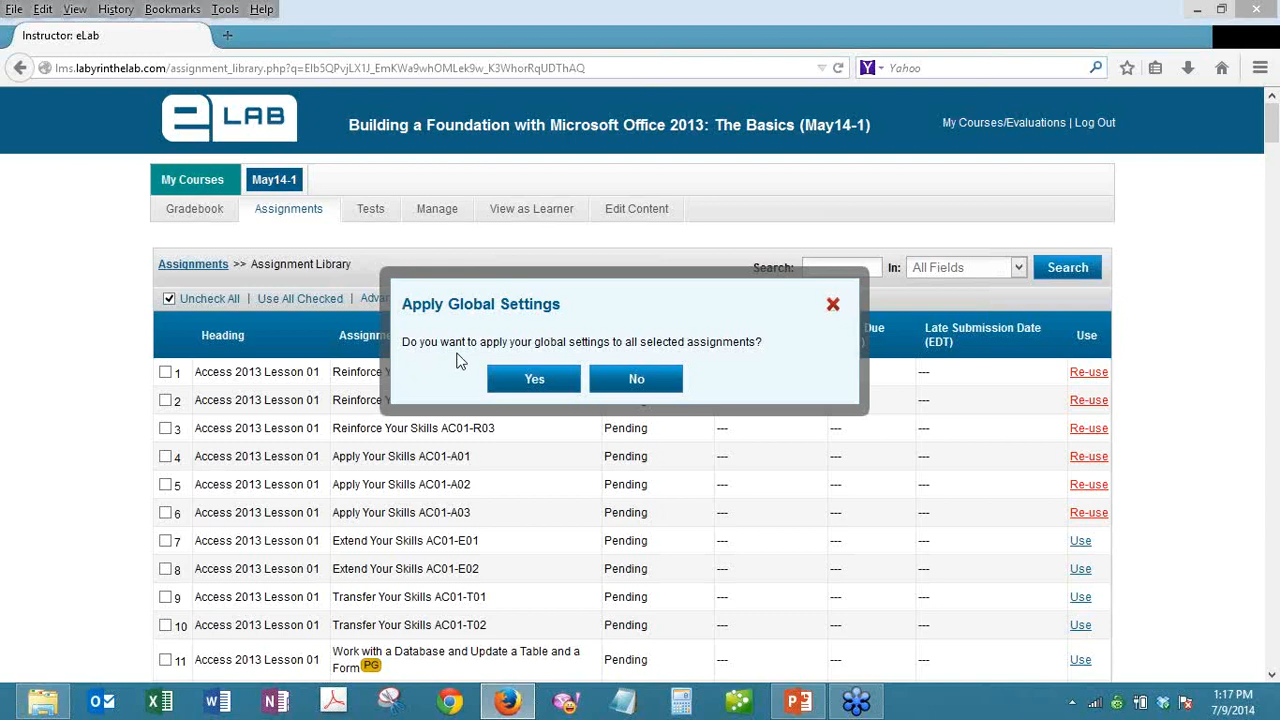 File Edit View History Bookmarks Tools Help
Instructor: eLab
lms.labyrinthelab.com/assignment_library.php?q=EIb5QPvjLX1J_EmKWa9whOMLek9w_K3WhorRqUDThAQ
Yahoo
e LAB
Building a Foundation with Microsoft Office 2013: The Basics (May14-1)
My Courses/Evaluations | Log Out
My Courses May14-1
Gradebook Assignments Tests Manage View as Learner Edit Content
Assignments >> Assignment Library
Search: In: All Fields Search
Uncheck All | Use All Checked |
Apply Global Settings
Do you want to apply your global settings to all selected assignments?
Yes No
Heading Due Late Submission Date Use
(EDT)
1 Access 2013 Lesson 01 Reinforce --- Re-use
2 Access 2013 Lesson 01 Reinforce Pending --- --- --- Re-use
3 Access 2013 Lesson 01 Reinforce Your Skills AC01-R03 Pending --- --- --- Re-use
4 Access 2013 Lesson 01 Apply Your Skills AC01-A01 Pending --- --- --- Re-use
5 Access 2013 Lesson 01 Apply Your Skills AC01-A02 Pending --- --- --- Re-use
6 Access 2013 Lesson 01 Apply Your Skills AC01-A03 Pending --- --- --- Re-use
7 Access 2013 Lesson 01 Extend Your Skills AC01-E01 Pending --- --- --- Use
8 Access 2013 Lesson 01 Extend Your Skills AC01-E02 Pending --- --- --- Use
9 Access 2013 Lesson 01 Transfer Your Skills AC01-T01 Pending --- --- --- Use
10 Access 2013 Lesson 01 Transfer Your Skills AC01-T02 Pending --- --- --- Use
11 Access 2013 Lesson 01 Work with a Database and Update a Table and a Pending --- --- --- Use
Form PG
1:17 PM
7/9/2014